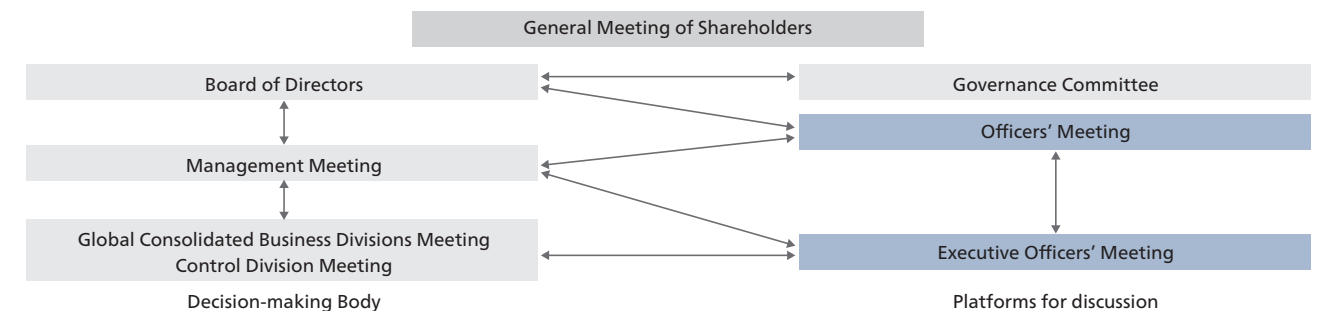 General Meeting of Shareholders
Board of Directors
Governance Committee
Officers’ Meeting
Management Meeting
Global Consolidated Business Divisions Meeting
Control Division Meeting
Executive Officers’ Meeting
Decision-making Body
Platforms for discussion